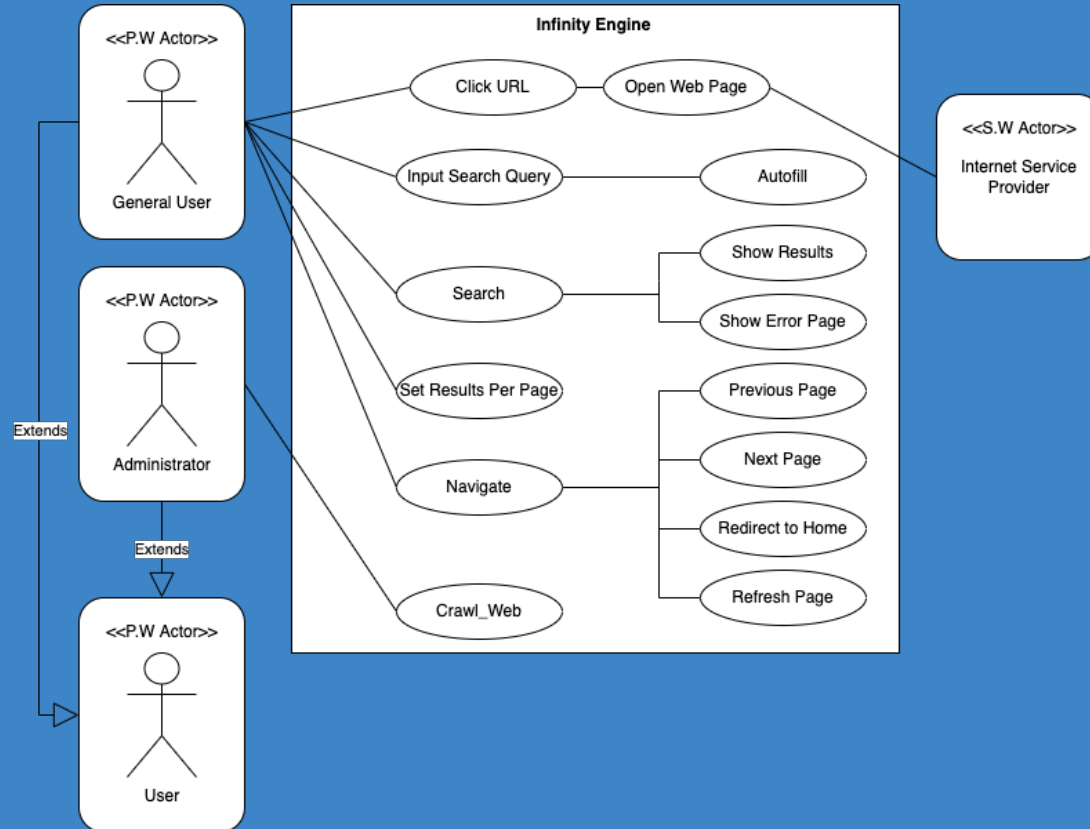 <<P.W Actor>>
General User
Extends
<<P.W Actor>>
Administrator
Extends
<<P.W Actor>>
User
Infinity Engine
Click URL
Open Web Page
Input Search Query
Autofill
Search
Show Results
Show Error Page
Set Results Per Page
Navigate
Previous Page
Next Page
Redirect to Home
Refresh Page
Crawl_Web
<<S.W Actor>>
Internet Service
Provider